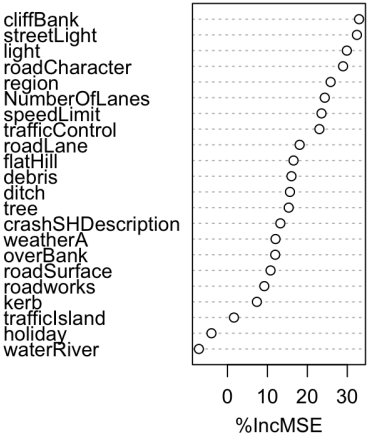 cliffBank
streetLight
light
roadCharacter
region
NumberOfLanes
speedLimit
trafficControl
roadLane
flatHill
debris
ditch
tree
crashSHDescription
weatherA
overBank
roadSurface
roadworks
kerb
trafficIsland
holiday
waterRiver
0 10 20 30
%IncMSE